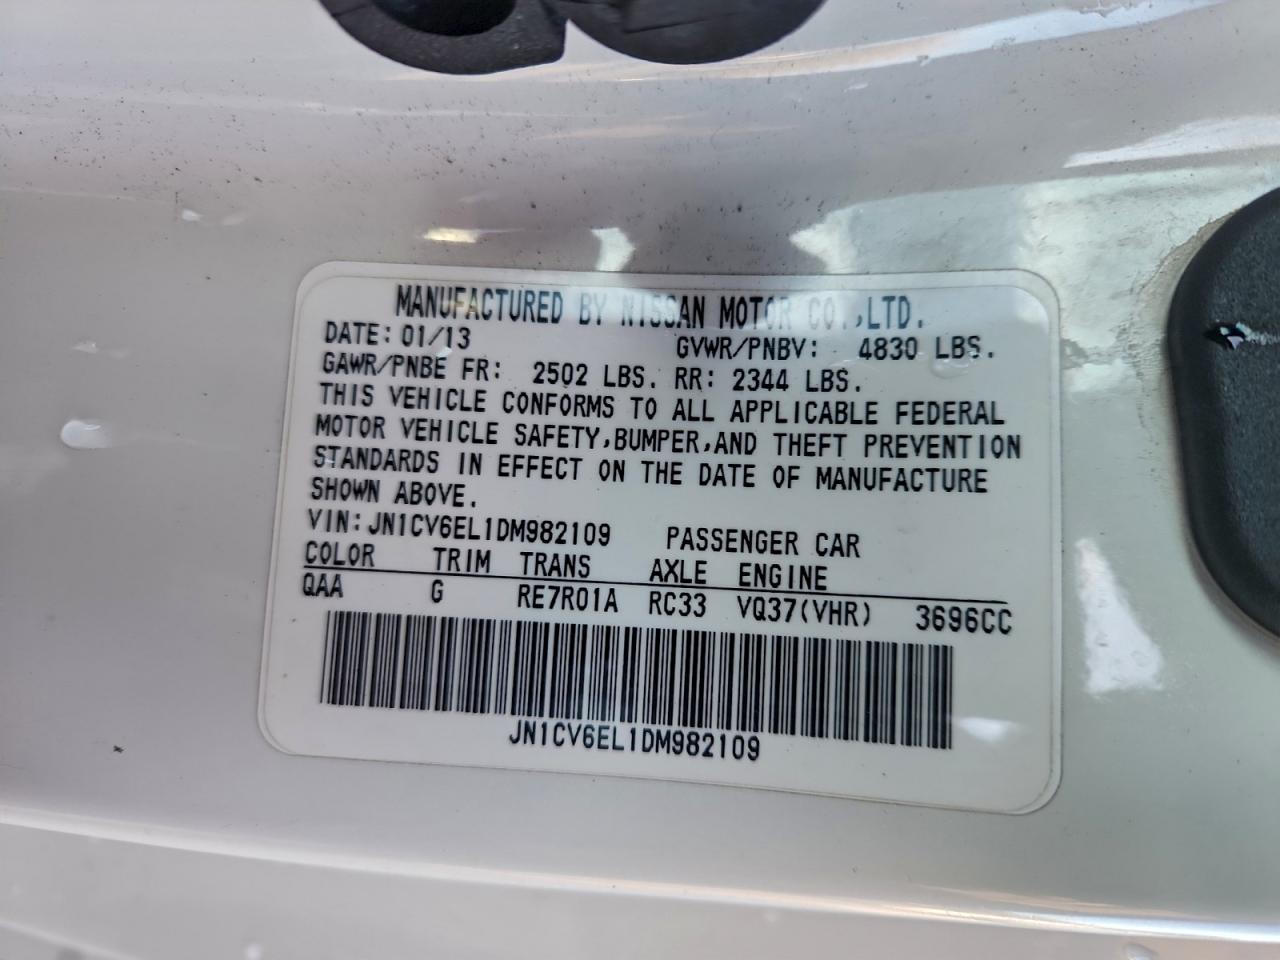 MANUFACTURED BY NISSAN MOTOR CO.,LTD.
DATE: 01/13 GVWR/PNBV: 4830 LBS.
GAWR/PNBE FR: 2502 LBS. RR: 2344 LBS.
THIS VEHICLE CONFORMS TO ALL APPLICABLE FEDERAL
MOTOR VEHICLE SAFETY,BUMPER,AND THEFT PREVENTION
STANDARDS IN EFFECT ON THE DATE OF MANUFACTURE
SHOWN ABOVE.
VIN: JN1CV6EL1DM982109 PASSENGER CAR
COLOR TRIM TRANS AXLE ENGINE
QAA G RE7R01A RC33 VQ37(VHR) 3696CC
JN1CV6EL1DM982109